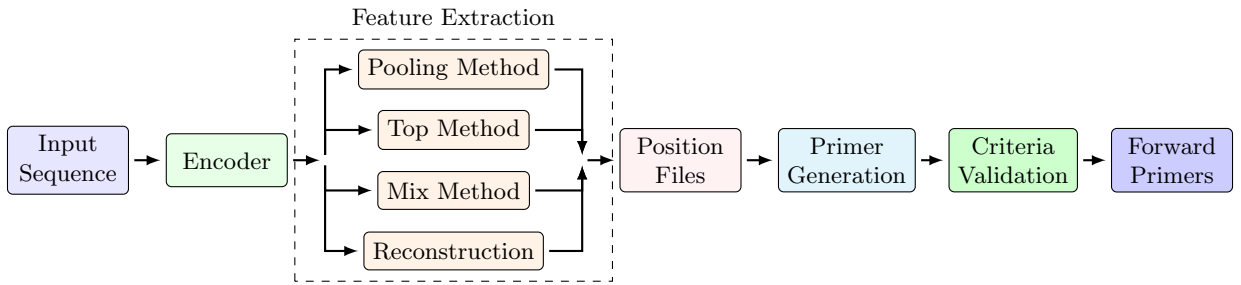 Feature Extraction
Input
Sequence
Encoder
Pooling Method
Top Method
Mix Method
Reconstruction
Position
Files
Primer
Generation
Criteria
Validation
Forward
Primers